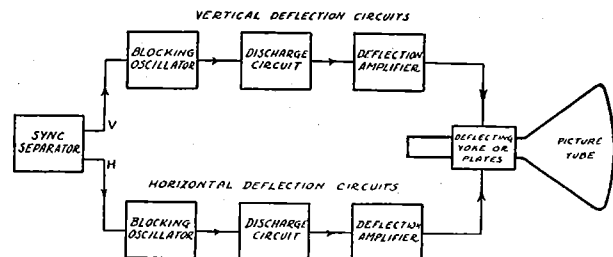 VERTICAL DEFLECTION CIRCUITS
BLOCKING
OSCILLATOR
DISCHARGE
CIRCUIT
DEFLECTION
AMPLIFIER
V
SYNC
SEPARATOR
H
DEFLECTING
YOKE OR
PLATES
PICTURE
TUBE
HORIZONTAL DEFLECTION CIRCUITS
BLOCKING
OSCILLATOR
DISCHARGE
CIRCUIT
DEFLECTION
AMPLIFIER